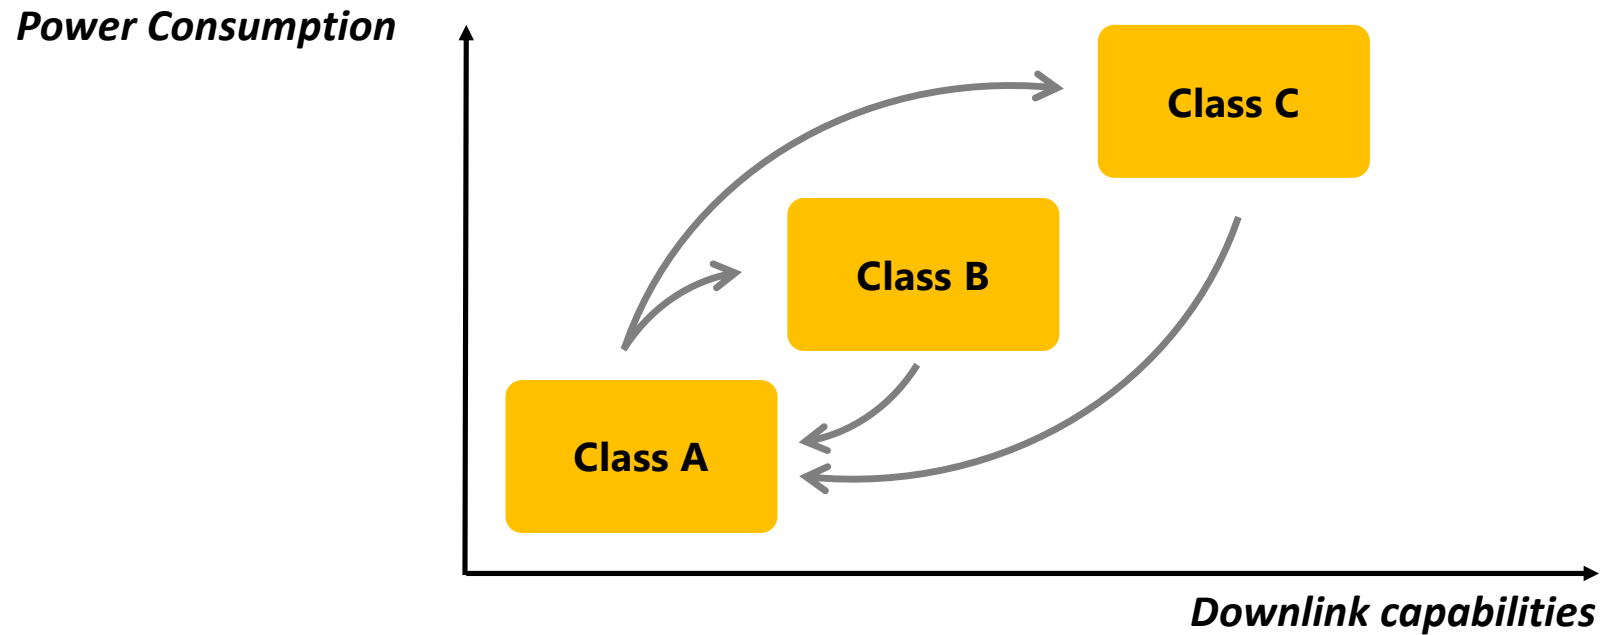 Power Consumption
Class C
Class B
Class A
Downlink capabilities